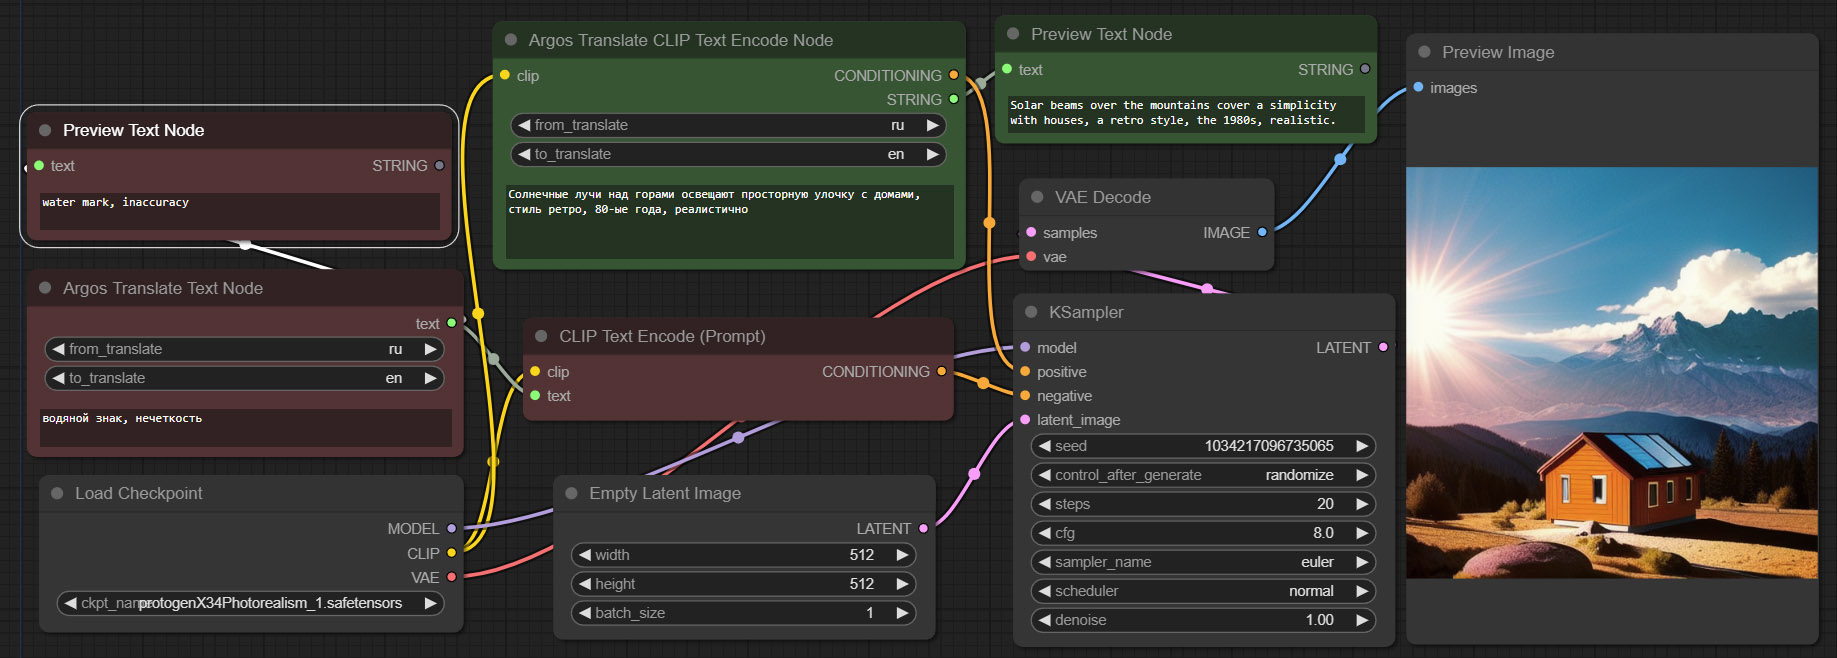 Preview Text Node
text STRING
water mark, inaccuracy
Argos Translate Text Node
text
from_translate ru
to_translate en
водяной знак, нечеткость
Load Checkpoint
MODEL
CLIP
VAE
protogenX34Photorealism_1.safetensors
Argos Translate CLIP Text Encode Node
clip CONDITIONING
STRING
from_translate ru
to_translate en
Солнечные лучи над горами освещают просторную улочку с домами,
стиль ретро, 80-ые года, реалистично
CLIP Text Encode (Prompt)
clip CONDITIONING
text
Empty Latent Image
LATENT
width 512
height 512
batch_size 1
Preview Text Node
text STRING
Solar beams over the mountains cover a simplicity
with houses, a retro style, the 1980s, realistic.
VAE Decode
samples IMAGE
vae
KSampler
model LATENT
positive
negative
latent_image
seed 1034217096735065
control_after_generate randomize
steps 20
cfg 8.0
sampler_name euler
scheduler normal
denoise 1.00
Preview Image
images